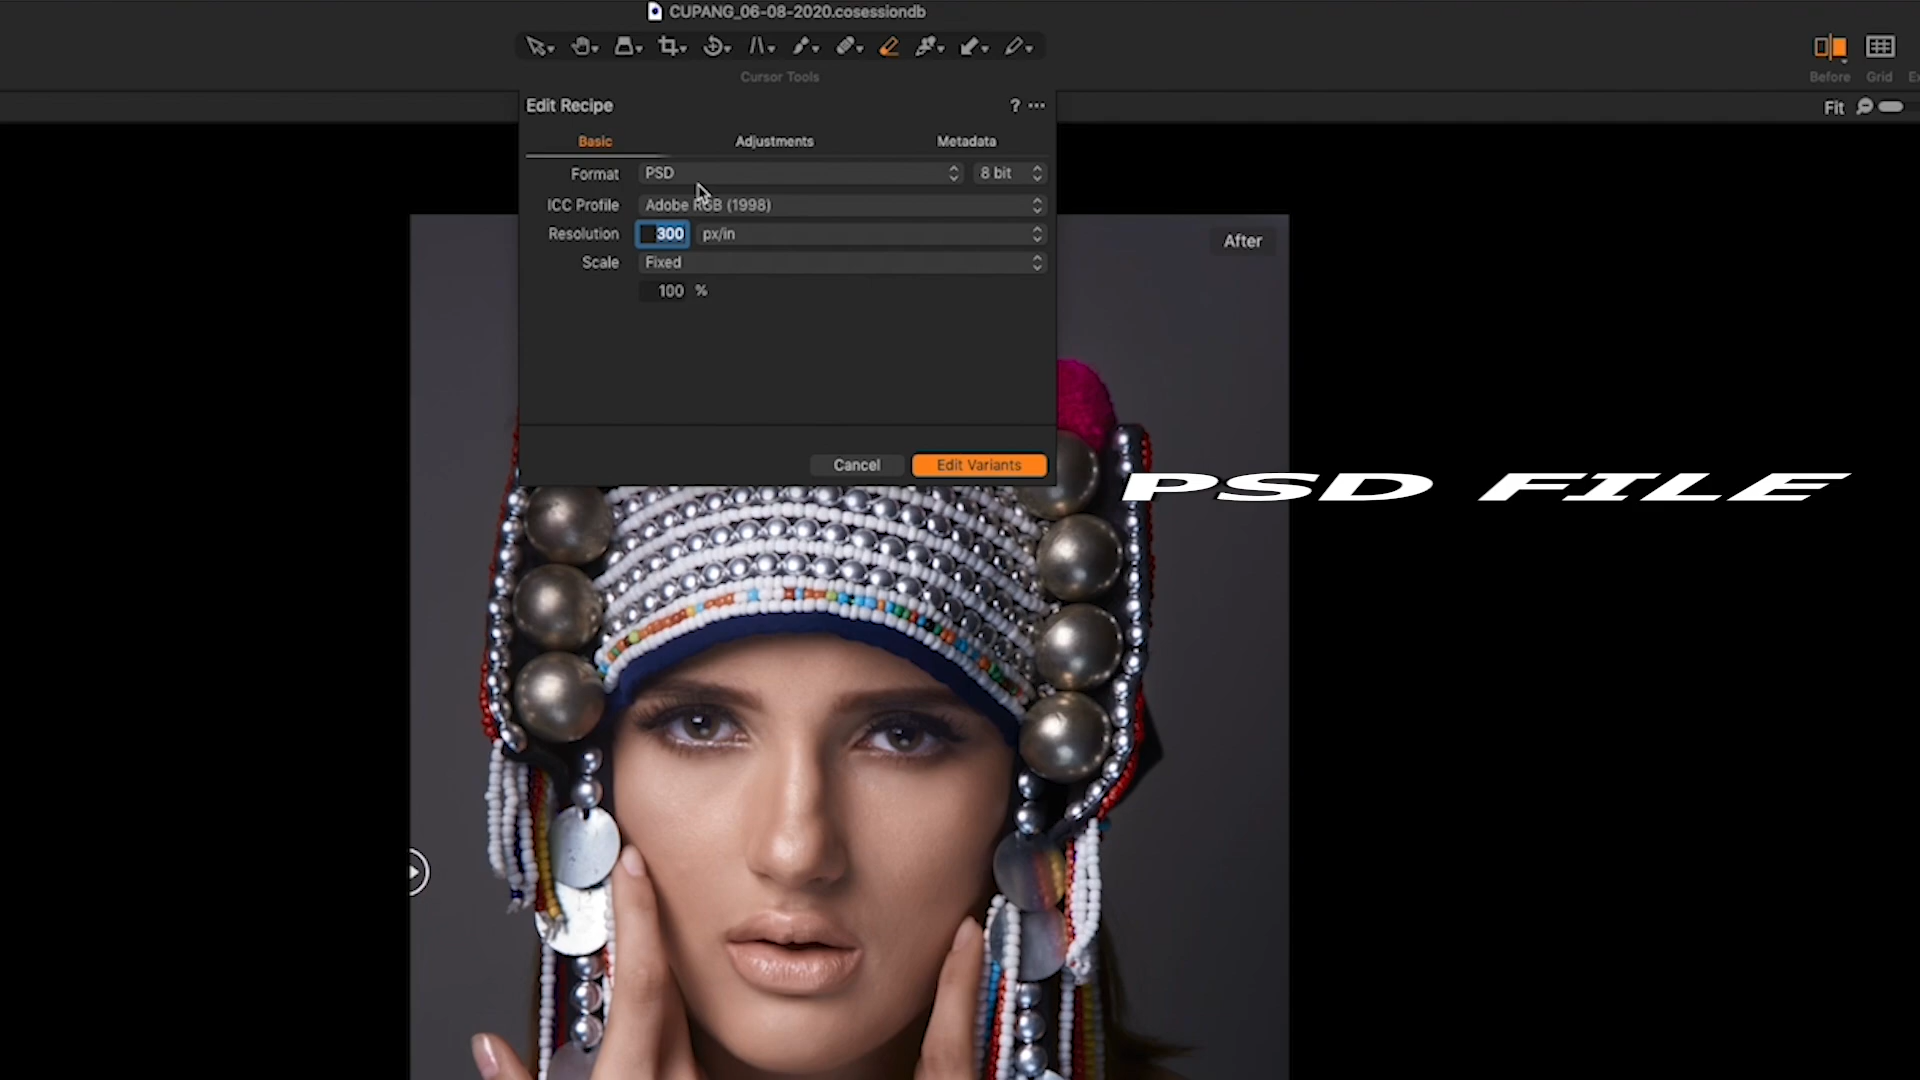 CUPANG_06-08-2020.cosessiondb
Cursor Tools
Before Grid Ex
Edit Recipe ? ...
Fit
Basic Adjustments Metadata
Format PSD 8 bit
ICC Profile Adobe RGB (1998)
Resolution 300 px/in
After
Scale Fixed
100 %
Cancel Edit Variants
PSD FILE